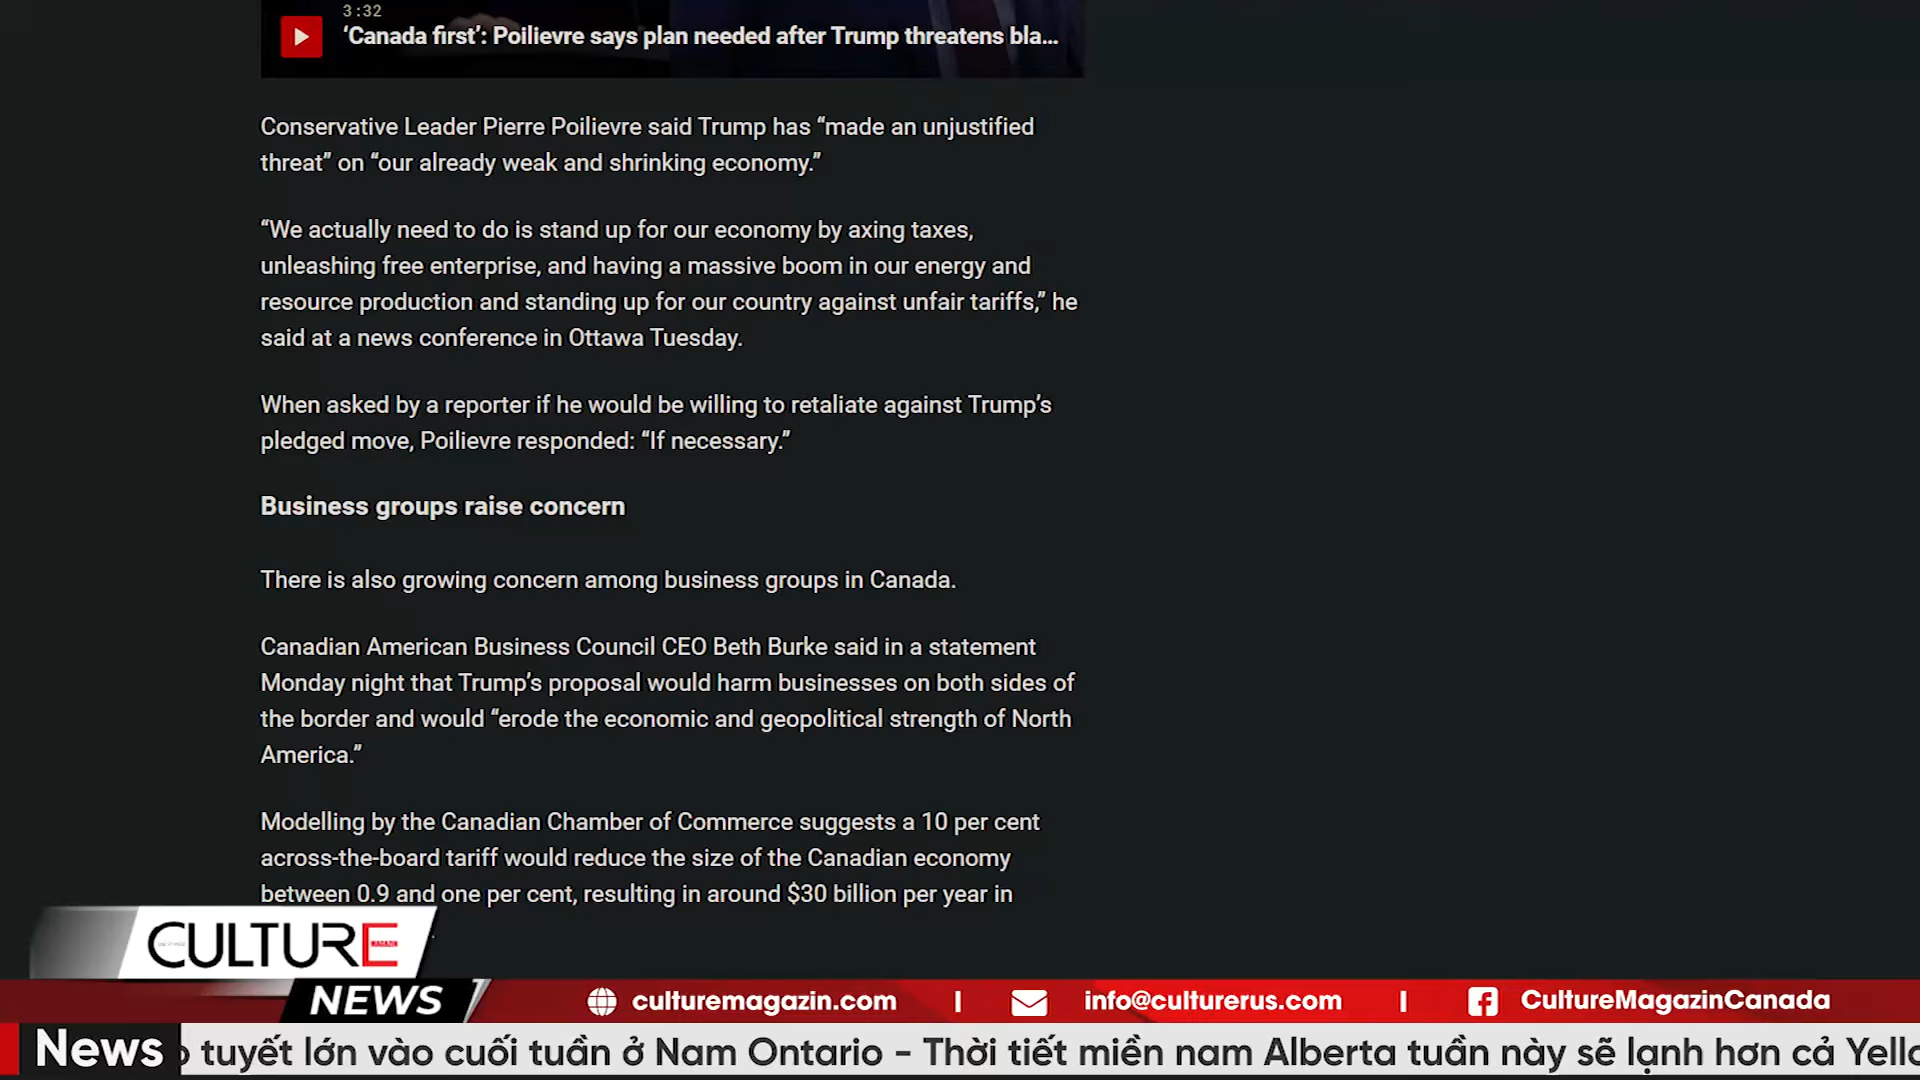 3:32
‘Canada first’: Poilievre says plan needed after Trump threatens bla...
Conservative Leader Pierre Poilievre said Trump has “made an unjustified
threat” on “our already weak and shrinking economy.”
“We actually need to do is stand up for our economy by axing taxes,
unleashing free enterprise, and having a massive boom in our energy and
resource production and standing up for our country against unfair tariffs,” he
said at a news conference in Ottawa Tuesday.
When asked by a reporter if he would be willing to retaliate against Trump’s
pledged move, Poilievre responded: “If necessary.”
Business groups raise concern
There is also growing concern among business groups in Canada.
Canadian American Business Council CEO Beth Burke said in a statement
Monday night that Trump’s proposal would harm businesses on both sides of
the border and would “erode the economic and geopolitical strength of North
America.”
Modelling by the Canadian Chamber of Commerce suggests a 10 per cent
across-the-board tariff would reduce the size of the Canadian economy
between 0.9 and one per cent, resulting in around $30 billion per year in
CULTURE
NEWS
culturemagazin.com | info@culturerus.com | CultureMagazinCanada
News
tuyết lớn vào cuối tuần ở Nam Ontario - Thời tiết miền nam Alberta tuần này sẽ lạnh hơn cả